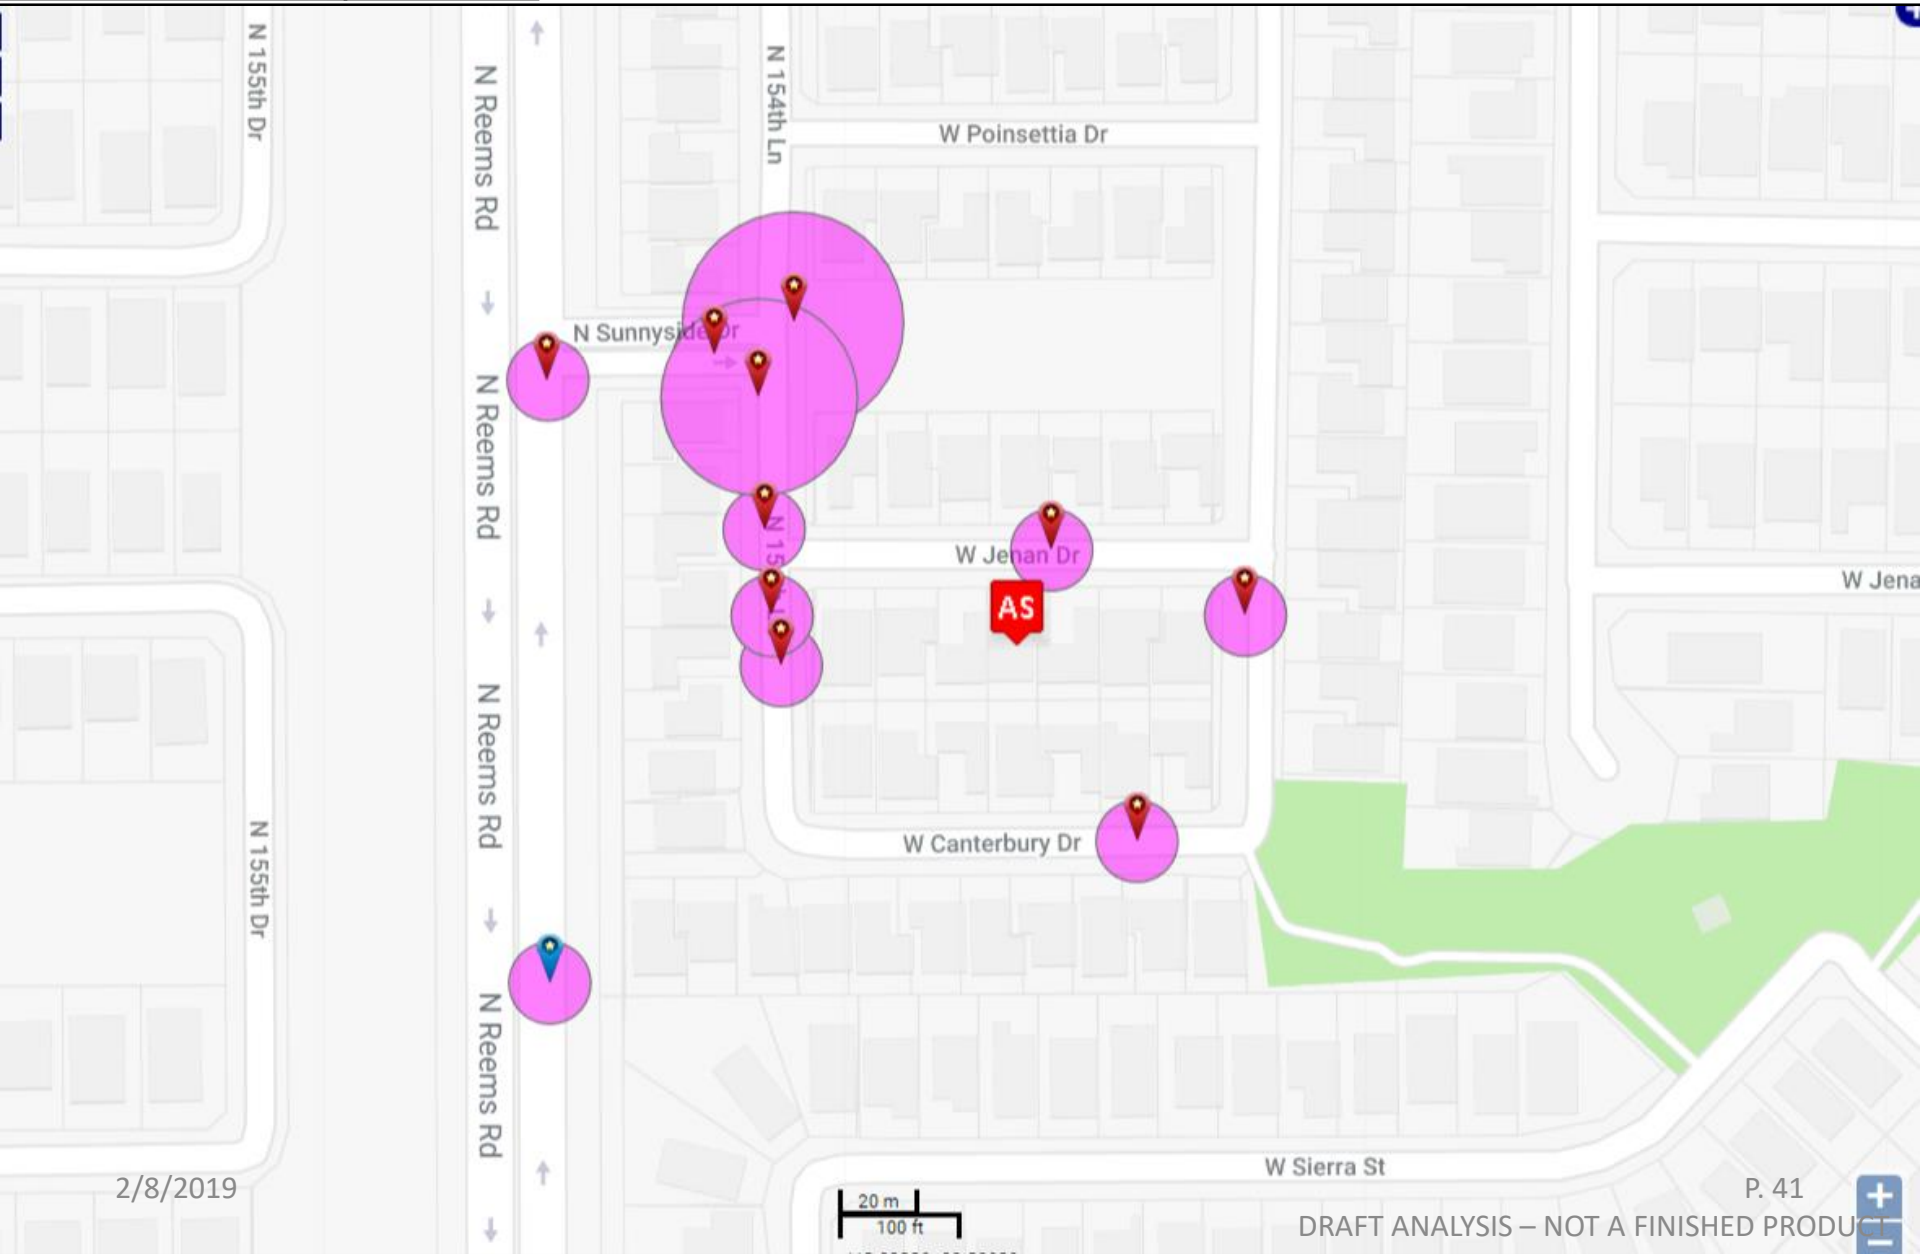 N 155th Dr
N Reems Rd
N 154th Ln
W Poinsettia Dr
N Sunnyside Dr
N Reems Rd
N 15
W Jenan Dr
W Jena
AS
N Reems Rd
N 155th Dr
W Canterbury Dr
N Reems Rd
W Sierra St
2/8/2019
20 m
100 ft
P. 41
DRAFT ANALYSIS – NOT A FINISHED PRODUCT
+
−